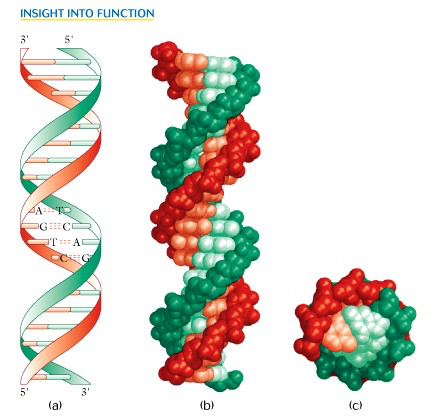 INSIGHT INTO FUNCTION
3' 5'
A T
G C
T A
C G
5' 3'
(a) (b) (c)